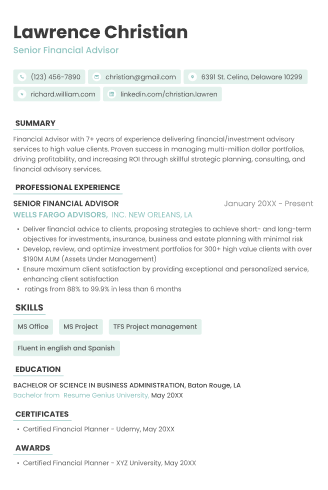 Lawrence Christian
Senior Financial Advisor
(123) 456-7890
christian@gmail.com
6391 St. Celina, Delaware 10299
richard.william.com
linkedin.com/christian.lawren
SUMMARY
Financial Advisor with 7+ years of experience delivering financial/investment advisory
services to high value clients. Proven success in managing multi-million dollar portfolios,
driving profitability, and increasing ROI through skillful strategic planning, consulting, and
financial advisory services.
PROFESSIONAL EXPERIENCE
SENIOR FINANCIAL ADVISOR January 20XX - Present
WELLS FARGO ADVISORS, INC. NEW ORLEANS, LA
• Deliver financial advice to clients, proposing strategies to achieve short- and long-term
objectives for investments, insurance, business and estate planning with minimal risk
• Develop, review, and optimize investment portfolios for 300+ high value clients with over
$190M AUM (Assets Under Management)
• Ensure maximum client satisfaction by providing exceptional and personalized service,
enhancing client satisfaction
• ratings from 88% to 99.9% in less than 6 months
SKILLS
MS Office
MS Project
TFS Project management
Fluent in english and Spanish
EDUCATION
BACHELOR OF SCIENCE IN BUSINESS ADMINISTRATION, Baton Rouge, LA
Bachelor from Resume Genius University, May 20XX
CERTIFICATES
• Certified Financial Planner - Udemy, May 20XX
AWARDS
• Certified Financial Planner - XYZ University, May 20XX